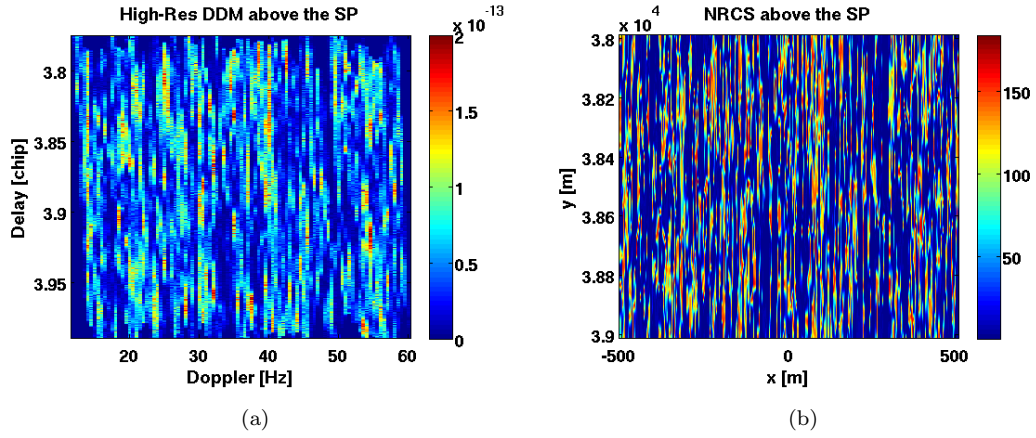 High-Res DDM above the SP
x 10
-13
2
1.5
1
0.5
0
3.8
3.85
3.9
3.95
Delay [chip]
20 30 40 50 60
Doppler [Hz]
(a)
NRCS above the SP
x 10
4
3.8
3.82
3.84
3.86
3.88
3.9
y [m]
-500 0 500
x [m]
150
100
50
(b)